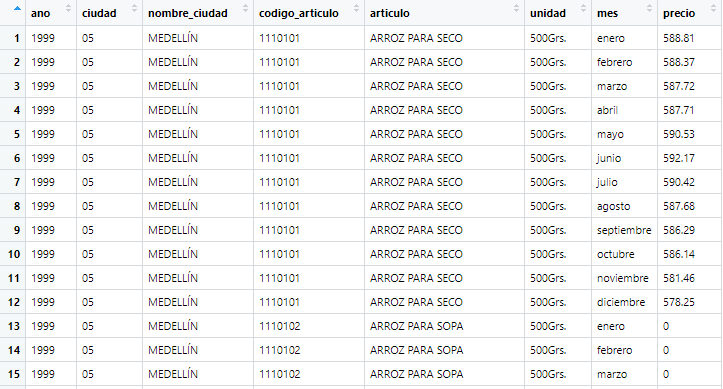 ano ciudad nombre_ciudad codigo_articulo articulo unidad mes precio
1 1999 05 MEDELLÍN 1110101 ARROZ PARA SECO 500Grs. enero 588.81
2 1999 05 MEDELLÍN 1110101 ARROZ PARA SECO 500Grs. febrero 588.37
3 1999 05 MEDELLÍN 1110101 ARROZ PARA SECO 500Grs. marzo 587.72
4 1999 05 MEDELLÍN 1110101 ARROZ PARA SECO 500Grs. abril 587.71
5 1999 05 MEDELLÍN 1110101 ARROZ PARA SECO 500Grs. mayo 590.53
6 1999 05 MEDELLÍN 1110101 ARROZ PARA SECO 500Grs. junio 592.17
7 1999 05 MEDELLÍN 1110101 ARROZ PARA SECO 500Grs. julio 590.42
8 1999 05 MEDELLÍN 1110101 ARROZ PARA SECO 500Grs. agosto 587.68
9 1999 05 MEDELLÍN 1110101 ARROZ PARA SECO 500Grs. septiembre 586.29
10 1999 05 MEDELLÍN 1110101 ARROZ PARA SECO 500Grs. octubre 586.14
11 1999 05 MEDELLÍN 1110101 ARROZ PARA SECO 500Grs. noviembre 581.46
12 1999 05 MEDELLÍN 1110101 ARROZ PARA SECO 500Grs. diciembre 578.25
13 1999 05 MEDELLÍN 1110102 ARROZ PARA SOPA 500Grs. enero 0
14 1999 05 MEDELLÍN 1110102 ARROZ PARA SOPA 500Grs. febrero 0
15 1999 05 MEDELLÍN 1110102 ARROZ PARA SOPA 500Grs. marzo 0